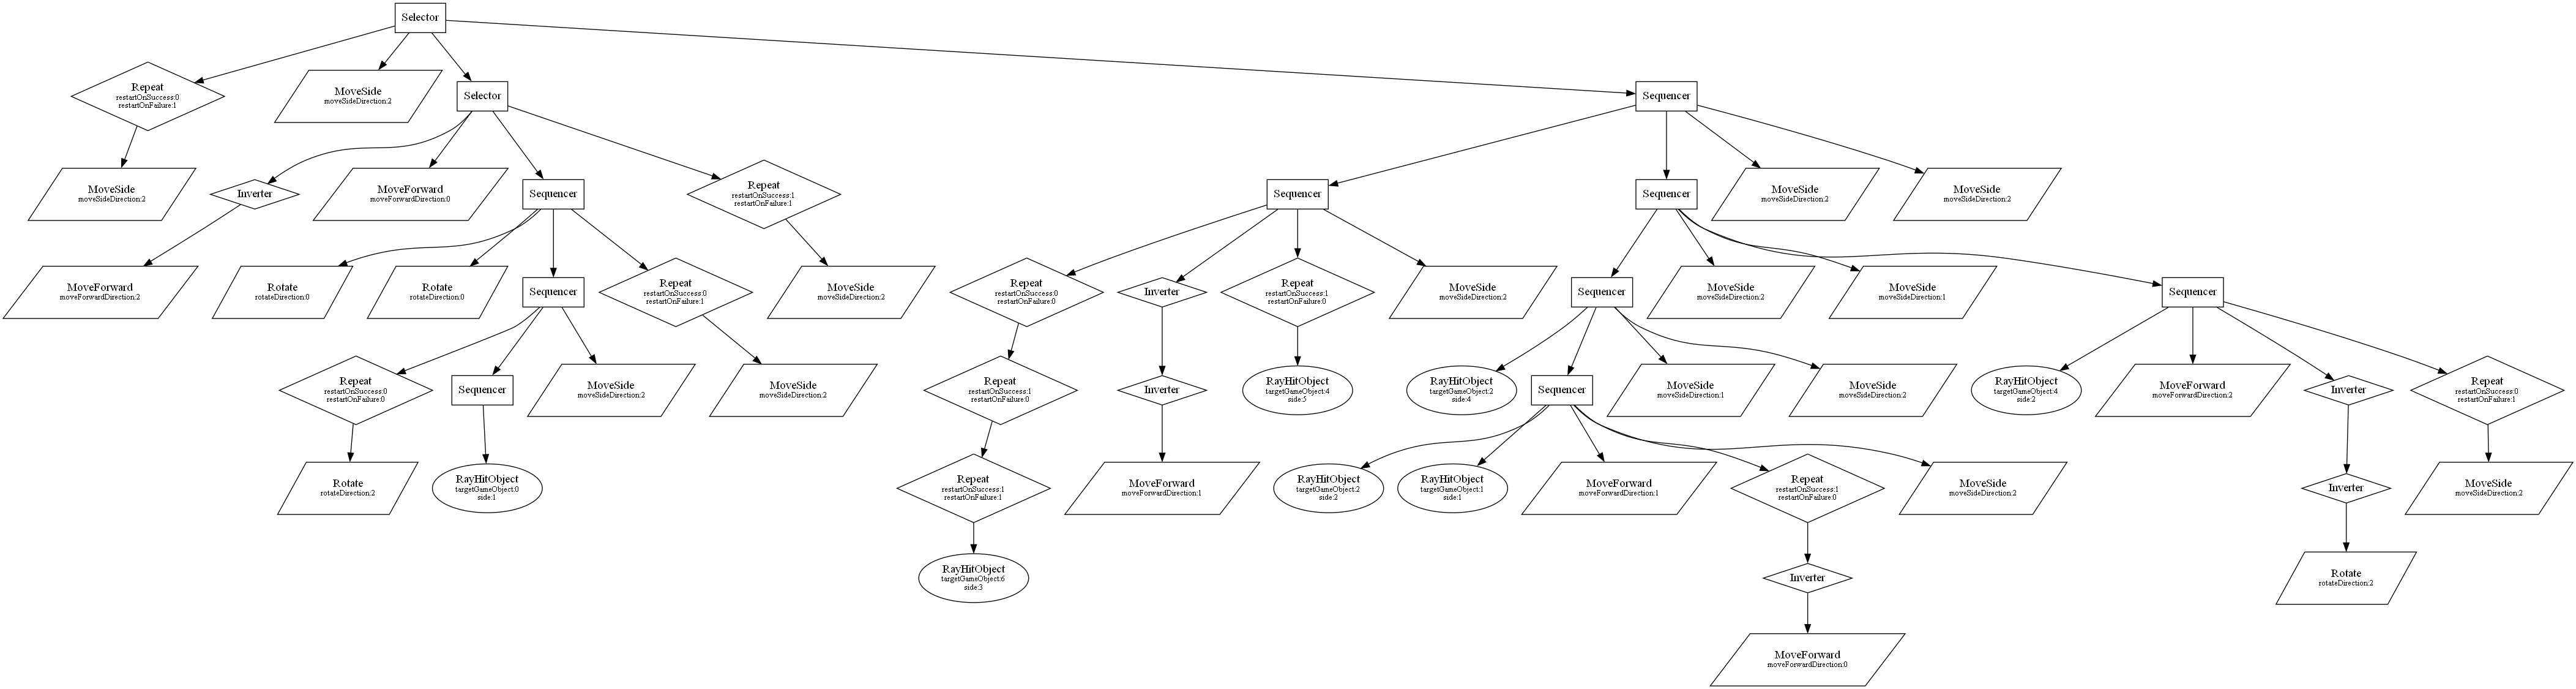 Selector
Repeat
restartOnSuccess:0
restartOnFailure:1
MoveSide
moveSideDirection:2
Selector
Sequencer
MoveSide
moveSideDirection:2
Inverter
MoveForward
moveForwardDirection:0
Sequencer
Repeat
restartOnSuccess:1
restartOnFailure:1
Sequencer
Sequencer
MoveSide
moveSideDirection:2
MoveSide
moveSideDirection:2
MoveForward
moveForwardDirection:2
Rotate
rotateDirection:0
Rotate
rotateDirection:0
Sequencer
Repeat
restartOnSuccess:0
restartOnFailure:1
MoveSide
moveSideDirection:2
Repeat
restartOnSuccess:0
restartOnFailure:0
Inverter
Repeat
restartOnSuccess:1
restartOnFailure:0
MoveSide
moveSideDirection:2
Sequencer
MoveSide
moveSideDirection:2
MoveSide
moveSideDirection:1
Sequencer
Repeat
restartOnSuccess:0
restartOnFailure:0
Sequencer
MoveSide
moveSideDirection:2
MoveSide
moveSideDirection:2
Repeat
restartOnSuccess:1
restartOnFailure:0
Inverter
RayHitObject
targetGameObject:4
side:5
RayHitObject
targetGameObject:2
side:4
Sequencer
MoveSide
moveSideDirection:1
MoveSide
moveSideDirection:2
RayHitObject
targetGameObject:4
side:2
MoveForward
moveForwardDirection:2
Inverter
Repeat
restartOnSuccess:0
restartOnFailure:1
Rotate
rotateDirection:2
RayHitObject
targetGameObject:0
side:1
Repeat
restartOnSuccess:1
restartOnFailure:1
MoveForward
moveForwardDirection:1
RayHitObject
targetGameObject:2
side:2
RayHitObject
targetGameObject:1
side:1
MoveForward
moveForwardDirection:1
Repeat
restartOnSuccess:1
restartOnFailure:0
MoveSide
moveSideDirection:2
Inverter
MoveSide
moveSideDirection:2
RayHitObject
targetGameObject:6
side:3
Inverter
Rotate
rotateDirection:2
MoveForward
moveForwardDirection:0